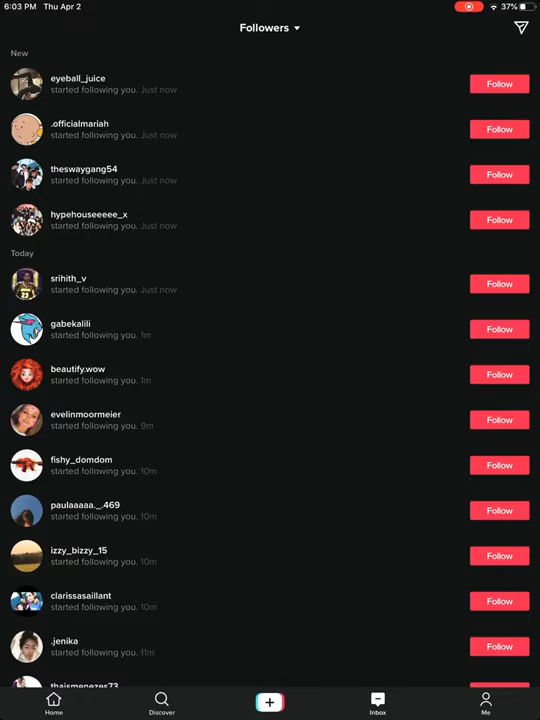 6:03 PM Thu Apr 2 37%
Followers
New
eyeball_juice
started following you. Just now
Follow
.officialmariah
started following you. Just now
Follow
theswaygang54
started following you. Just now
Follow
hypehouseeeee_x
started following you. Just now
Follow
Today
srihith_v
started following you. Just now
Follow
gabekalili
started following you. 1m
Follow
beautify.wow
started following you. 1m
Follow
evelinmoormeier
started following you. 9m
Follow
fishy_domdom
started following you. 10m
Follow
paulaaaaa._.469
started following you. 10m
Follow
izzy_bizzy_15
started following you. 10m
Follow
clarissasaillant
started following you. 10m
Follow
.jenika
started following you. 11m
Follow
thaismenezes73
Home Discover Inbox Me